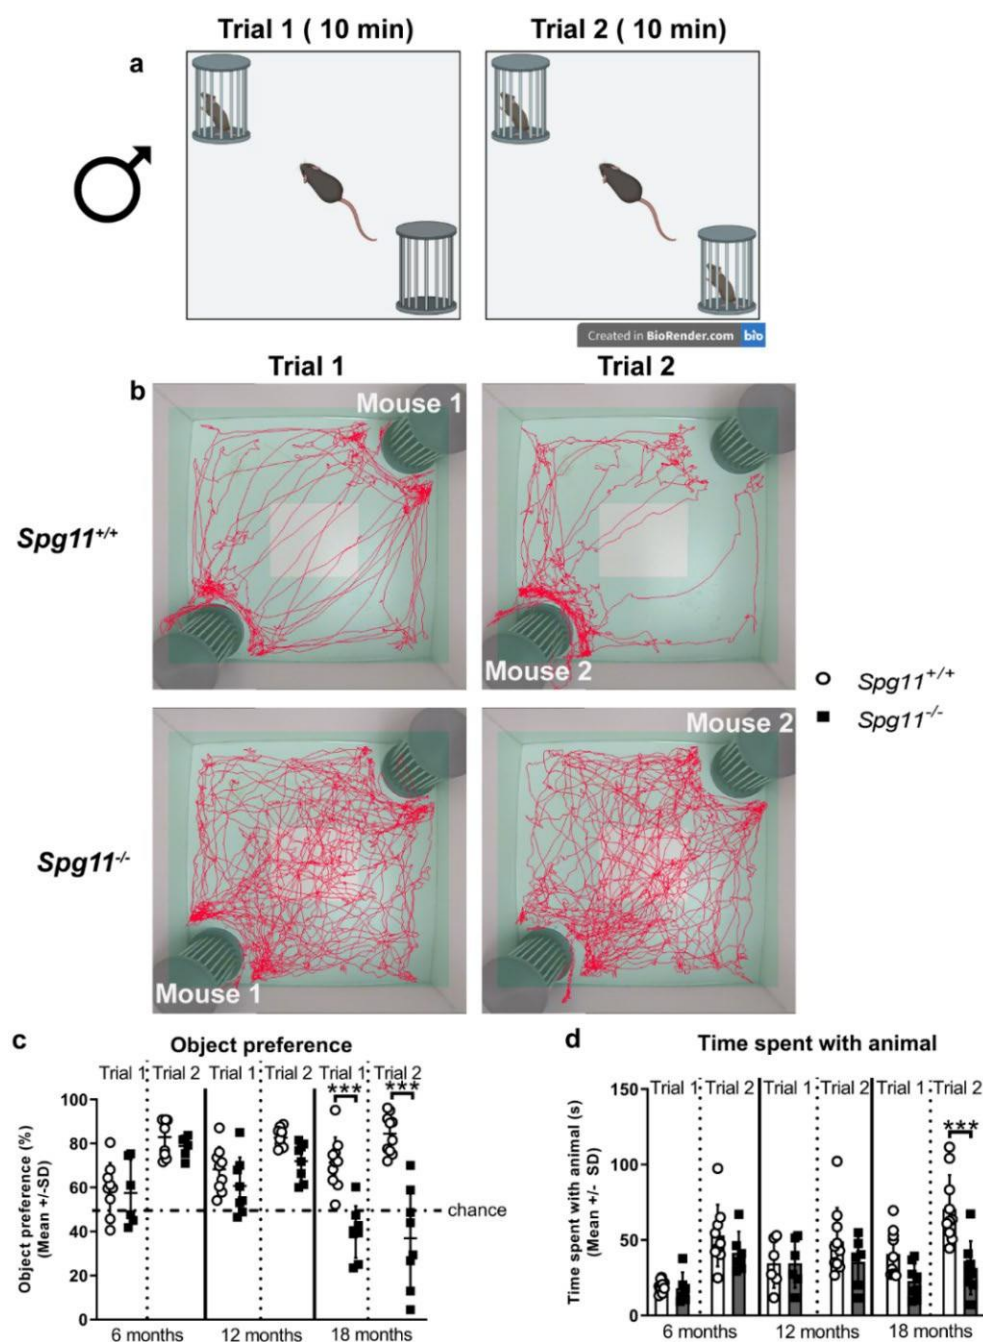 Trial 1 ( 10 min) Trial 2 ( 10 min)
a
Created in BioRender.com bio
Trial 1 Trial 2
b
Mouse 1
Spg11+/+
Mouse 2
Spg11+/+
Spg11-/-
Mouse 2
Spg11-/-
Mouse 1
c Object preference
Trial 1 Trial 2 Trial 1 Trial 2 Trial 1 Trial 2
*** ***
100
80
60
40
20
0
Object preference (%)
(Mean +/-SD)
chance
6 months 12 months 18 months
d Time spent with animal
Trial 1 Trial 2 Trial 1 Trial 2 Trial 1 Trial 2
***
150
100
50
0
Time spent with animal (s)
(Mean +/- SD)
6 months 12 months 18 months